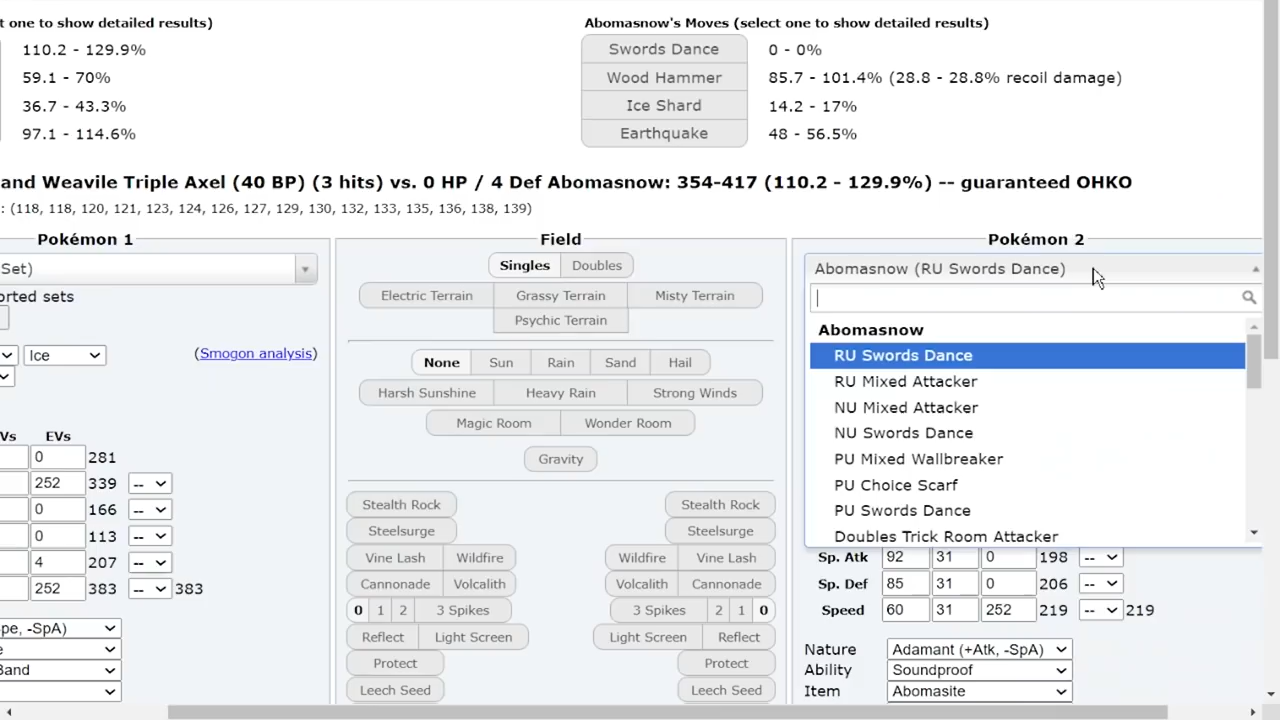 t one to show detailed results)
110.2 - 129.9%
59.1 - 70%
36.7 - 43.3%
97.1 - 114.6%
Abomasnow's Moves (select one to show detailed results)
Swords Dance 0 - 0%
Wood Hammer 85.7 - 101.4% (28.8 - 28.8% recoil damage)
Ice Shard 14.2 - 17%
Earthquake 48 - 56.5%
and Weavile Triple Axel (40 BP) (3 hits) vs. 0 HP / 4 Def Abomasnow: 354-417 (110.2 - 129.9%) -- guaranteed OHKO
: (118, 118, 120, 121, 123, 124, 126, 127, 129, 130, 132, 133, 135, 136, 138, 139)
Pokémon 1
Set)
orted sets
Ice (Smogon analysis)
Vs EVs
0 281
252 339 --
0 166 --
0 113 --
4 207 --
252 383 -- 383
pe, -SpA)
e
Band
Field
Singles Doubles
Electric Terrain Grassy Terrain Misty Terrain
Psychic Terrain
None Sun Rain Sand Hail
Harsh Sunshine Heavy Rain Strong Winds
Magic Room Wonder Room
Gravity
Stealth Rock Stealth Rock
Steelsurge Steelsurge
Vine Lash Wildfire Wildfire Vine Lash
Cannonade Volcalith Volcalith Cannonade
0 1 2 3 Spikes 3 Spikes 2 1 0
Reflect Light Screen Light Screen Reflect
Protect Protect
Leech Seed Leech Seed
Pokémon 2
Abomasnow (RU Swords Dance)
Abomasnow
RU Swords Dance
RU Mixed Attacker
NU Mixed Attacker
NU Swords Dance
PU Mixed Wallbreaker
PU Choice Scarf
PU Swords Dance
Doubles Trick Room Attacker
Sp. Atk 92 31 0 198 --
Sp. Def 85 31 0 206 --
Speed 60 31 252 219 -- 219
Nature Adamant (+Atk, -SpA)
Ability Soundproof
Item Abomasite